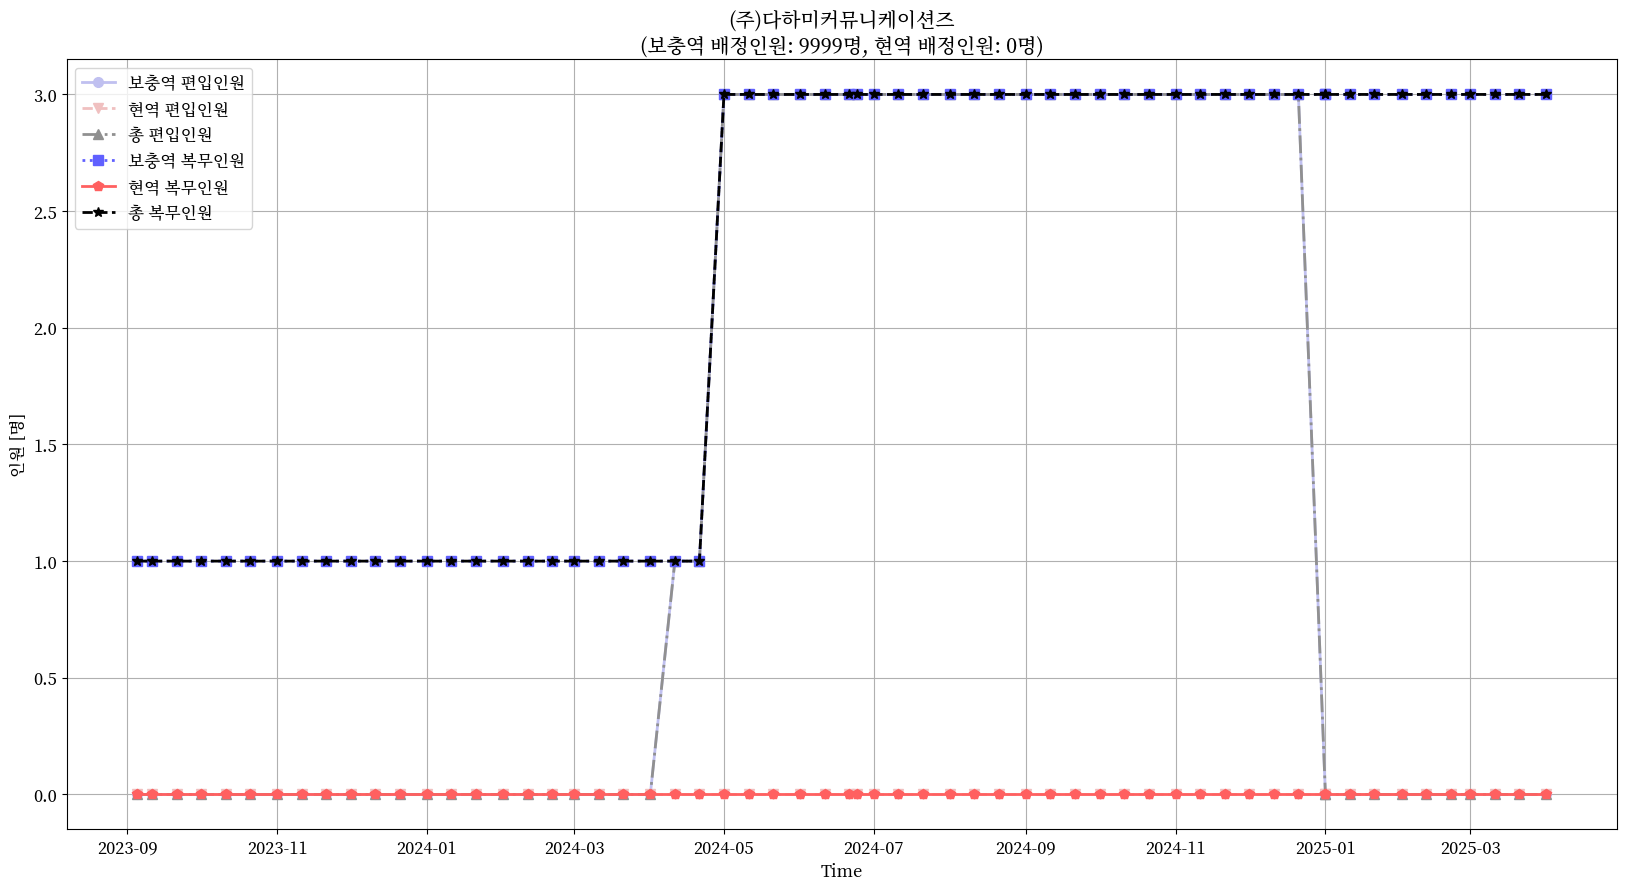 (주)다하미커뮤니케이션즈
(보충역 배정인원: 9999명, 현역 배정인원: 0명)
보충역 편입인원
현역 편입인원
총 편입인원
보충역 복무인원
현역 복무인원
총 복무인원
3.0
2.5
2.0
1.5
1.0
0.5
0.0
인원 [명]
2023-09 2023-11 2024-01 2024-03 2024-05 2024-07 2024-09 2024-11 2025-01 2025-03
Time